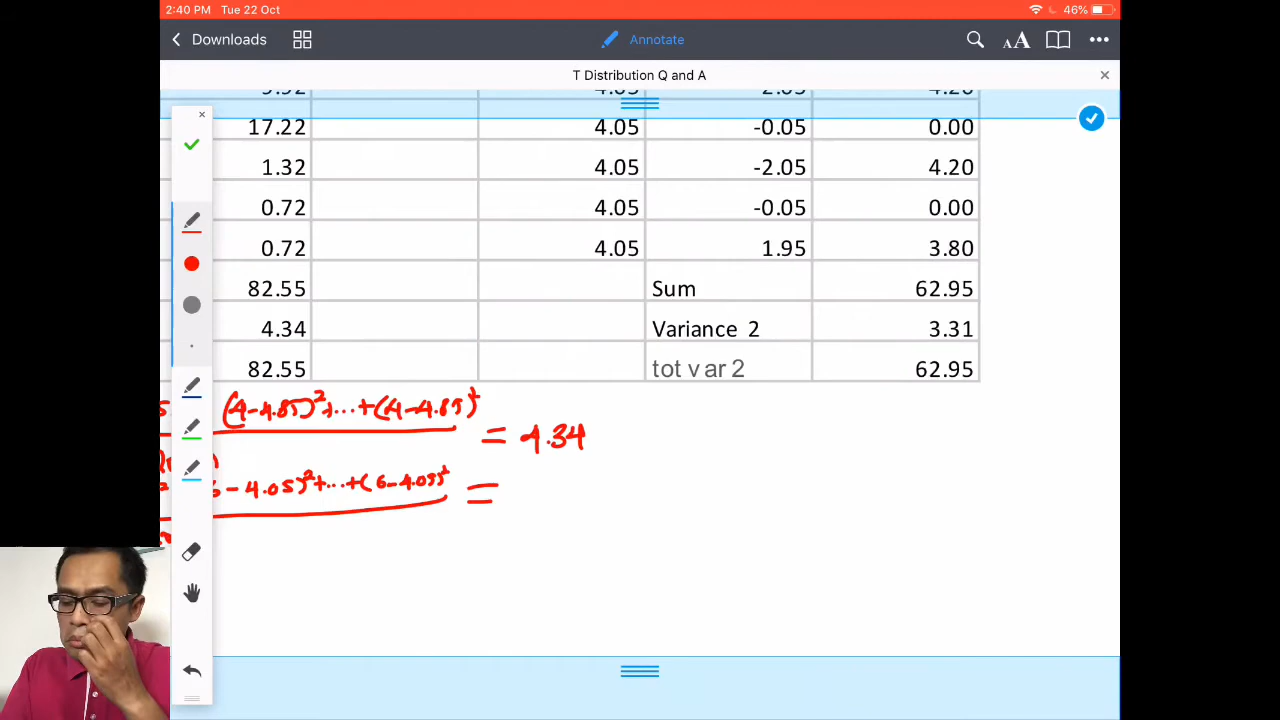 2:40 PM Tue 22 Oct 46%
Downloads Annotate AA
T Distribution Q and A
17.22 4.05 -0.05 0.00
1.32 4.05 -2.05 4.20
0.72 4.05 -0.05 0.00
0.72 4.05 1.95 3.80
82.55 Sum 62.95
4.34 Variance 2 3.31
82.55 tot var 2 62.95
(4-4.85)²+...+(4-4.85)² = 4.34
6-4.05)²+...+(6-4.05)² =